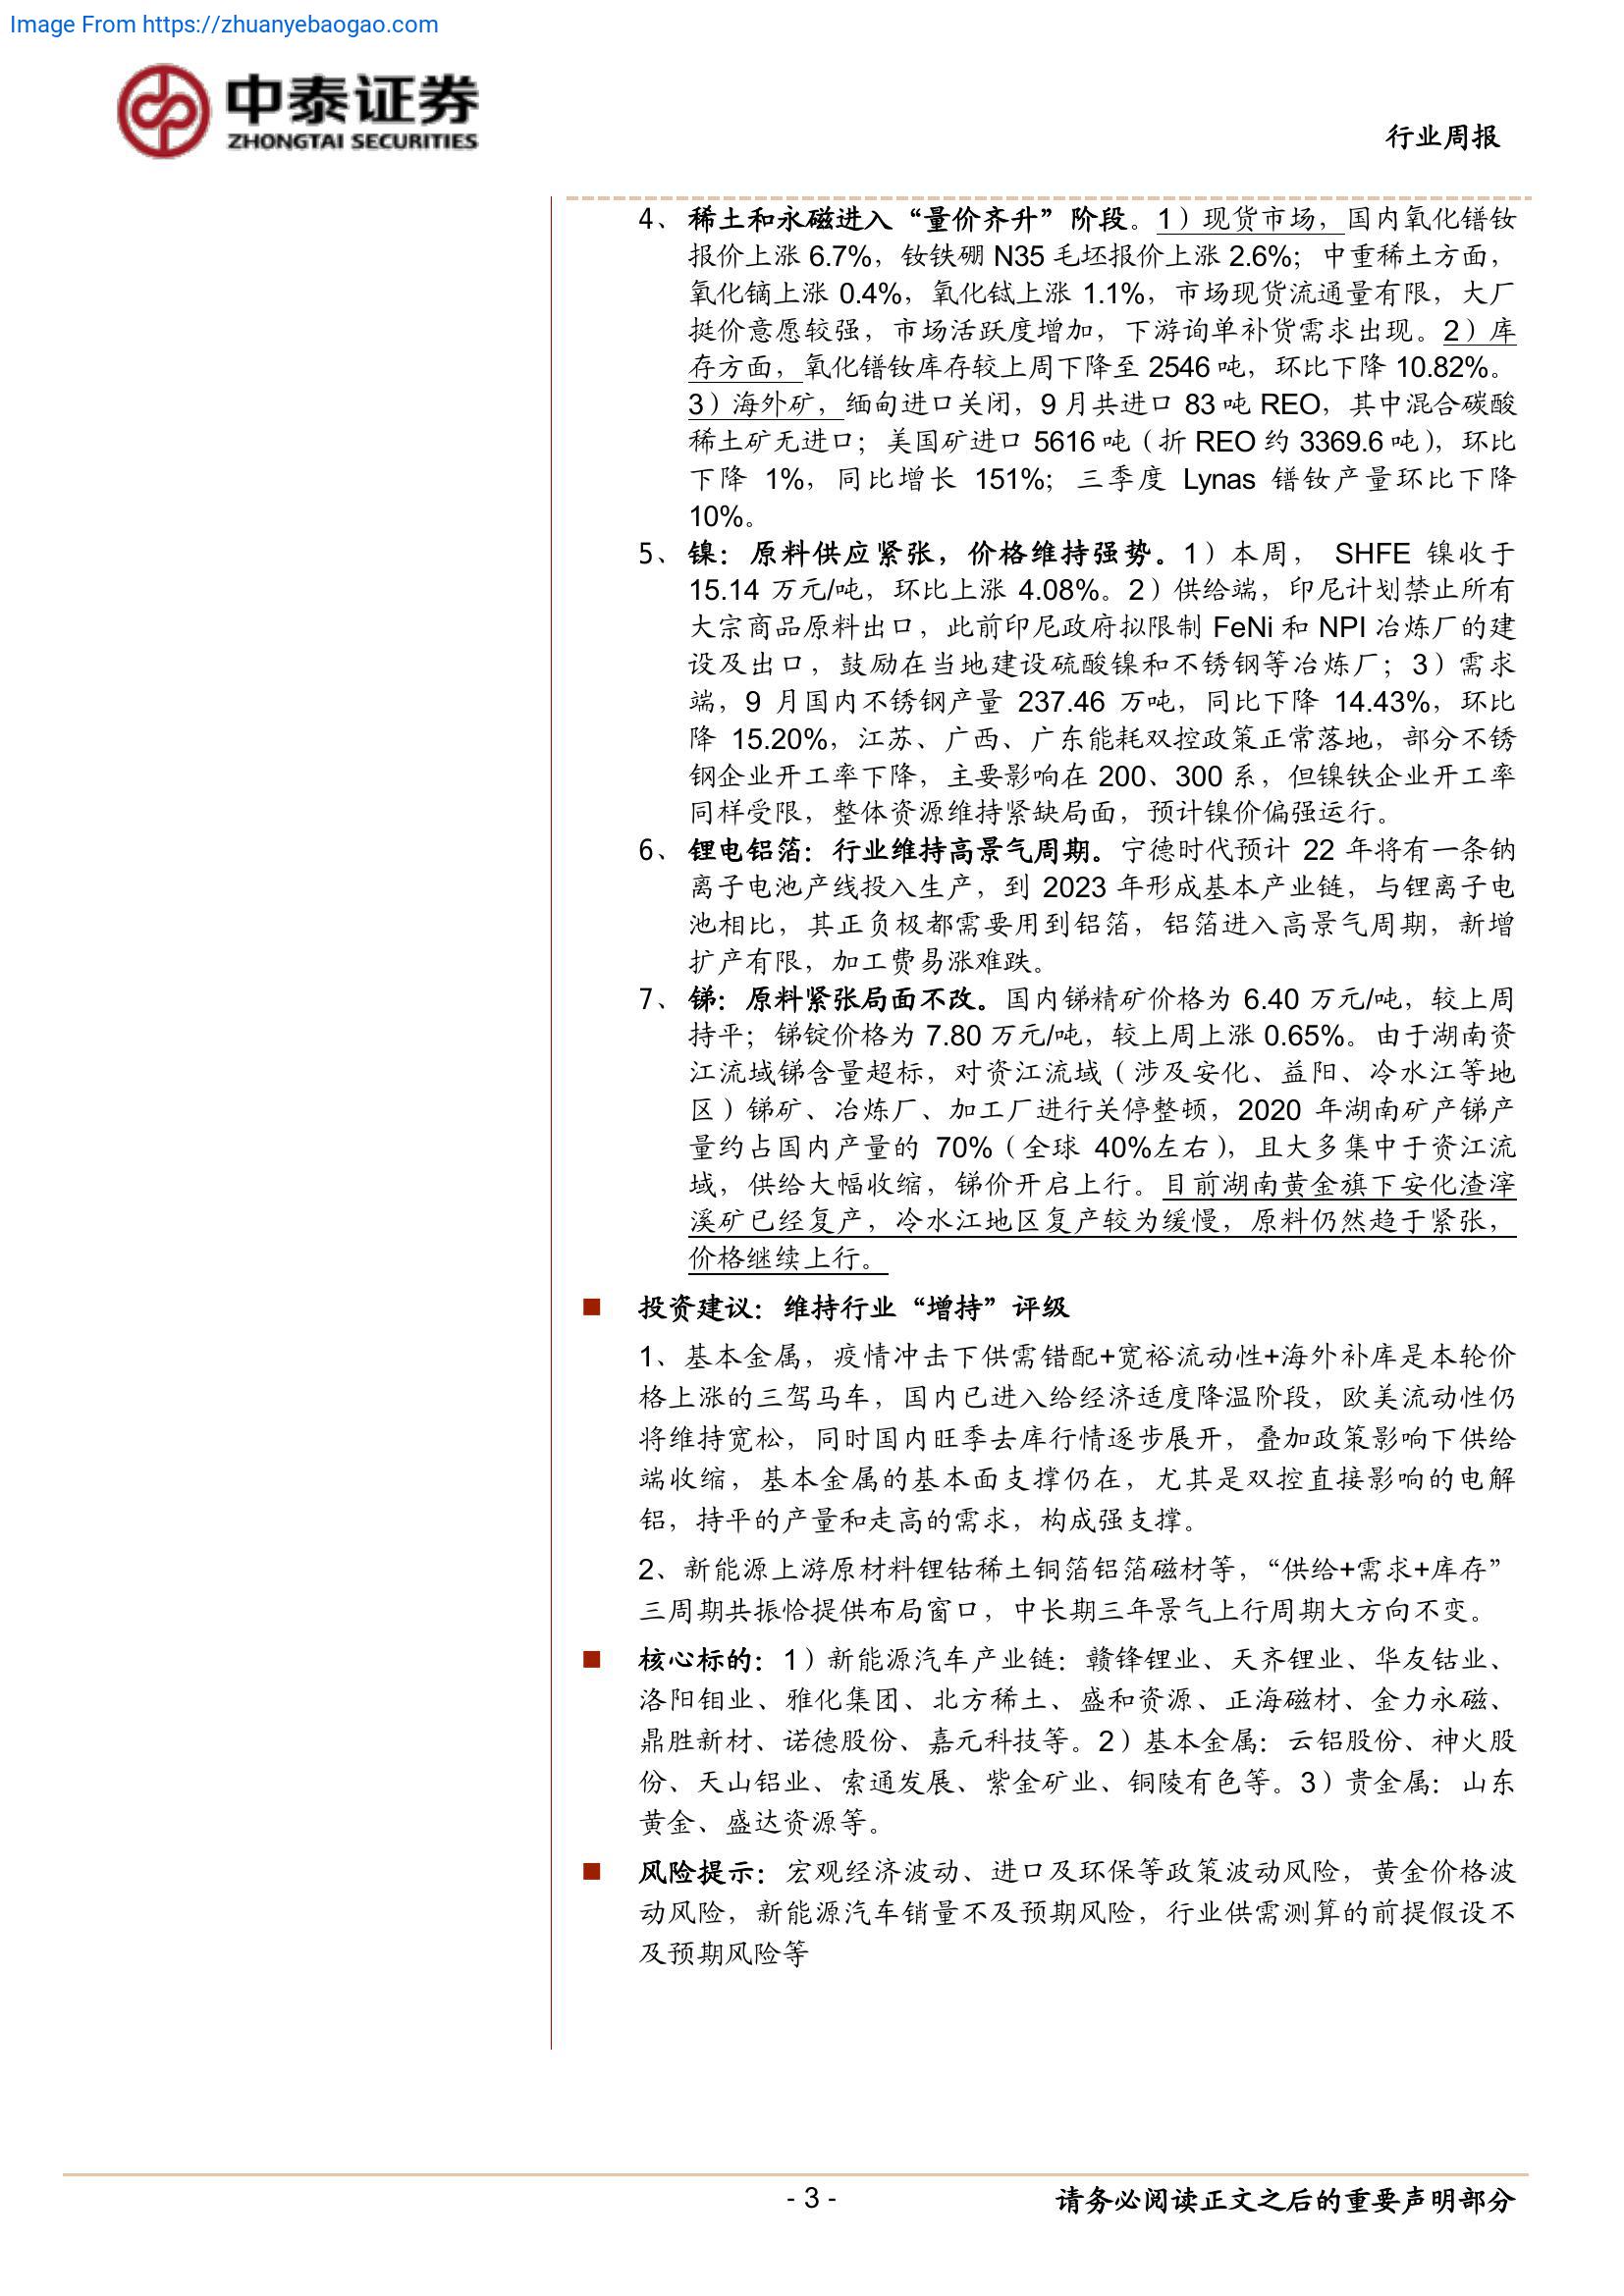 Image From https://zhuanyebaogao.com
中泰证券
ZHONGTAI SECURITIES
行业周报
4、稀土和永磁进入“量价齐升”阶段。1）现货市场，国内氧化镨钕
报价上涨 6.7%，钕铁硼 N35 毛坯报价上涨 2.6%；中重稀土方面，
氧化镝上涨 0.4%，氧化铽上涨 1.1%，市场现货流通量有限，大厂
挺价意愿较强，市场活跃度增加，下游询单补货需求出现。2）库
存方面，氧化镨钕库存较上周下降至 2546 吨，环比下降 10.82%。
3）海外矿，缅甸进口关闭，9 月共进口 83 吨 REO，其中混合碳酸
稀土矿无进口；美国矿进口 5616 吨（折 REO 约 3369.6 吨），环比
下降 1%，同比增长 151%；三季度 Lynas 镨钕产量环比下降
10%。
5、镍：原料供应紧张，价格维持强势。1）本周， SHFE 镍收于
15.14 万元/吨，环比上涨 4.08%。2）供给端，印尼计划禁止所有
大宗商品原料出口，此前印尼政府拟限制 FeNi 和 NPI 冶炼厂的建
设及出口，鼓励在当地建设硫酸镍和不锈钢等冶炼厂；3）需求
端，9 月国内不锈钢产量 237.46 万吨，同比下降 14.43%，环比
降 15.20%，江苏、广西、广东能耗双控政策正常落地，部分不锈
钢企业开工率下降，主要影响在 200、300 系，但镍铁企业开工率
同样受限，整体资源维持紧缺局面，预计镍价偏强运行。
6、锂电铝箔：行业维持高景气周期。宁德时代预计 22 年将有一条钠
离子电池产线投入生产，到 2023 年形成基本产业链，与锂离子电
池相比，其正负极都需要用到铝箔，铝箔进入高景气周期，新增
扩产有限，加工费易涨难跌。
7、锑：原料紧张局面不改。国内锑精矿价格为 6.40 万元/吨，较上周
持平；锑锭价格为 7.80 万元/吨，较上周上涨 0.65%。由于湖南资
江流域锑含量超标，对资江流域（涉及安化、益阳、冷水江等地
区）锑矿、冶炼厂、加工厂进行关停整顿，2020 年湖南矿产锑产
量约占国内产量的 70%（全球 40%左右），且大多集中于资江流
域，供给大幅收缩，锑价开启上行。目前湖南黄金旗下安化渣滓
溪矿已经复产，冷水江地区复产较为缓慢，原料仍然趋于紧张，
价格继续上行。
■ 投资建议：维持行业“增持”评级
1、基本金属，疫情冲击下供需错配+宽裕流动性+海外补库是本轮价
格上涨的三驾马车，国内已进入给经济适度降温阶段，欧美流动性仍
将维持宽松，同时国内旺季去库行情逐步展开，叠加政策影响下供给
端收缩，基本金属的基本面支撑仍在，尤其是双控直接影响的电解
铝，持平的产量和走高的需求，构成强支撑。
2、新能源上游原材料锂钴稀土铜箔铝箔磁材等，“供给+需求+库存”
三周期共振恰提供布局窗口，中长期三年景气上行周期大方向不变。
■ 核心标的：1）新能源汽车产业链：赣锋锂业、天齐锂业、华友钴业、
洛阳钼业、雅化集团、北方稀土、盛和资源、正海磁材、金力永磁、
鼎胜新材、诺德股份、嘉元科技等。2）基本金属：云铝股份、神火股
份、天山铝业、索通发展、紫金矿业、铜陵有色等。3）贵金属：山东
黄金、盛达资源等。
■ 风险提示：宏观经济波动、进口及环保等政策波动风险，黄金价格波
动风险，新能源汽车销量不及预期风险，行业供需测算的前提假设不
及预期风险等
- 3 -
请务必阅读正文之后的重要声明部分